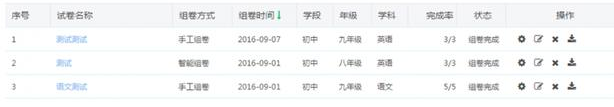 序号 试卷名称 组卷方式 组卷时间 学段 年级 学科 完成率 状态 操作
1 测试测试 手工组卷 2016-09-07 初中 九年级 英语 3/3 组卷完成
2 测试 智能组卷 2016-09-01 初中 八年级 英语 3/3 组卷完成
3 语文测试 手工组卷 2016-09-01 初中 九年级 语文 5/5 组卷完成